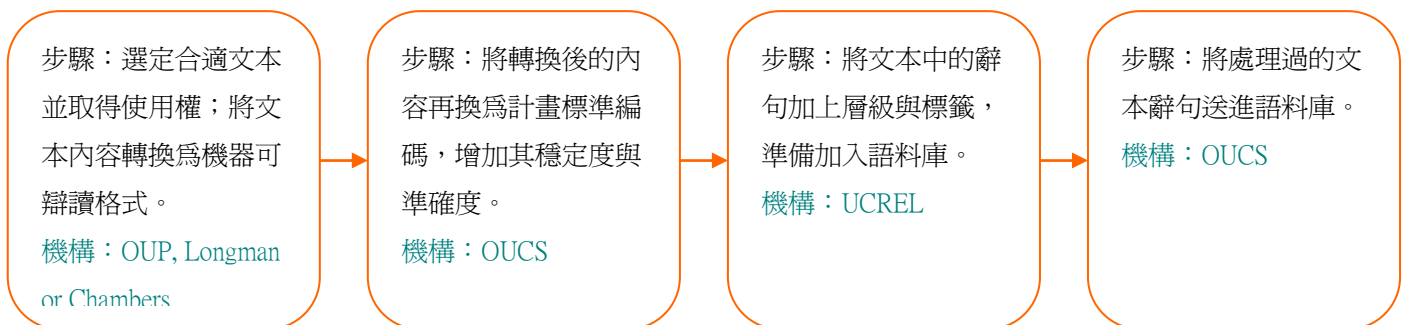 步驟：選定合適文本
並取得使用權；將文
本內容轉換為機器可
辯讀格式。
機構：OUP, Longman
or Chambers
步驟：將轉換後的內
容再換為計畫標準編
碼，增加其穩定度與
準確度。
機構：OUCS
步驟：將文本中的辭
句加上層級與標籤，
準備加入語料庫。
機構：UCREL
步驟：將處理過的文
本辭句送進語料庫。
機構：OUCS